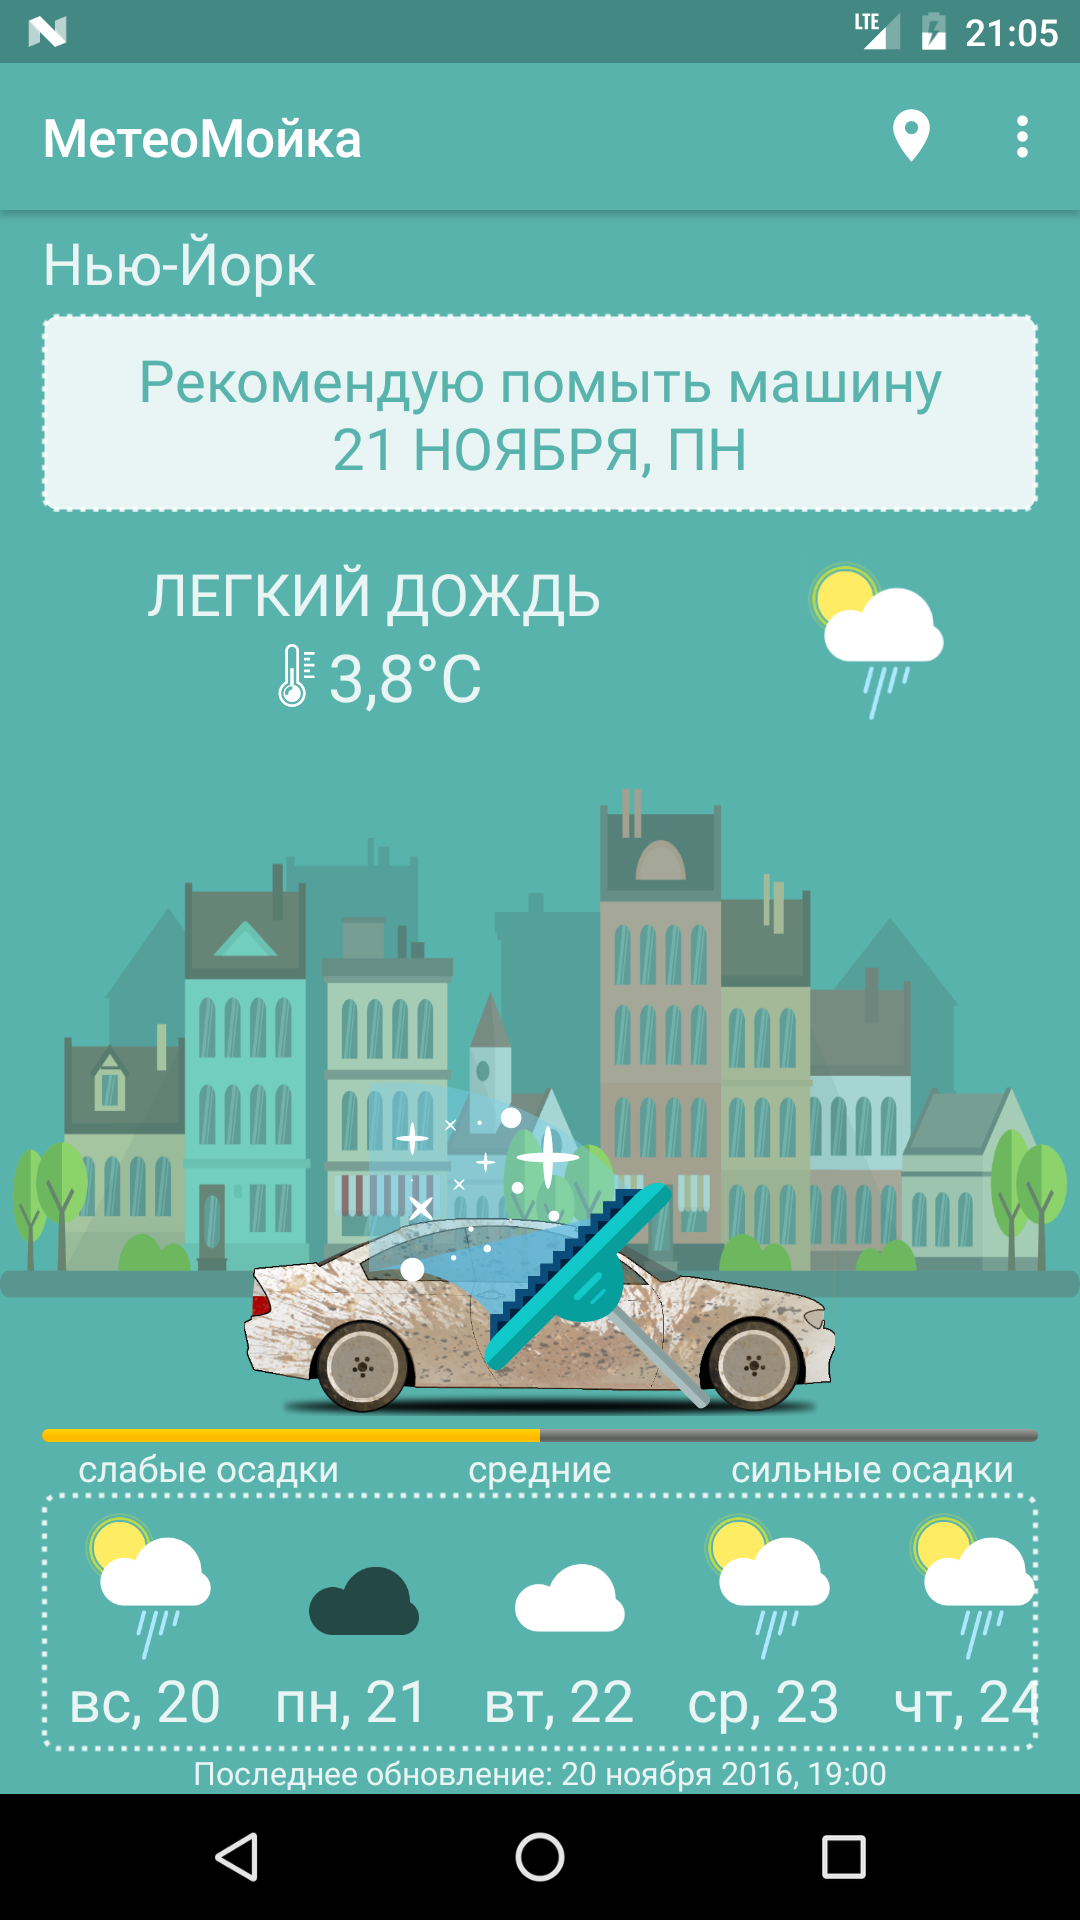 LTE 21:05
МетеоМойка
Нью-Йорк
Рекомендую помыть машину
21 НОЯБРЯ, ПН
ЛЕГКИЙ ДОЖДЬ
3,8°C
слабые осадки средние сильные осадки
вс, 20 пн, 21 вт, 22 ср, 23 чт, 24
Последнее обновление: 20 ноября 2016, 19:00